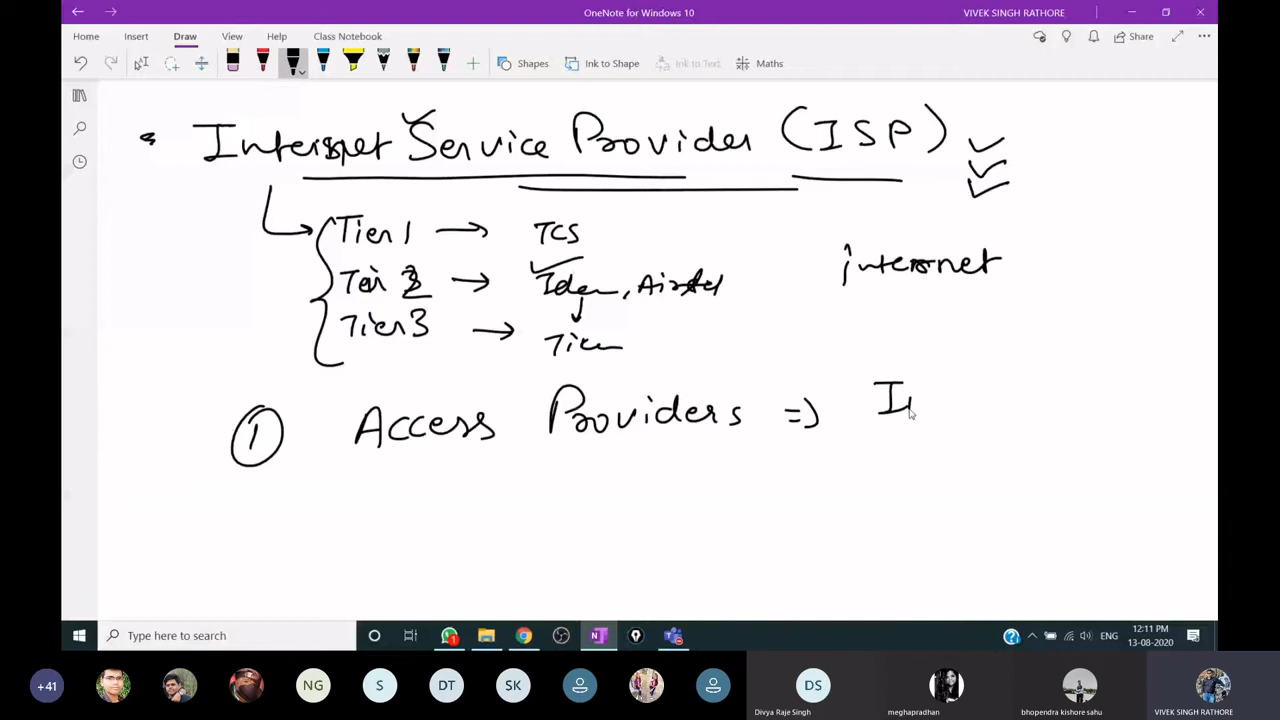 OneNote for Windows 10
VIVEK SINGH RATHORE
Home Insert Draw View Help Class Notebook
Share
Shapes Ink to Shape Ink to Text Maths
Internet Service Provider (ISP)
Tier 1 → TCS
Tier 2 → Idea, Airtel
internet
Tier 3 →
① Access Providers => I
Type here to search
ENG
12:11 PM
13-08-2020
+41 NG S DT SK DS
Divya Raje Singh meghapradhan bhopendra kishore sahu VIVEK SINGH RATHORE